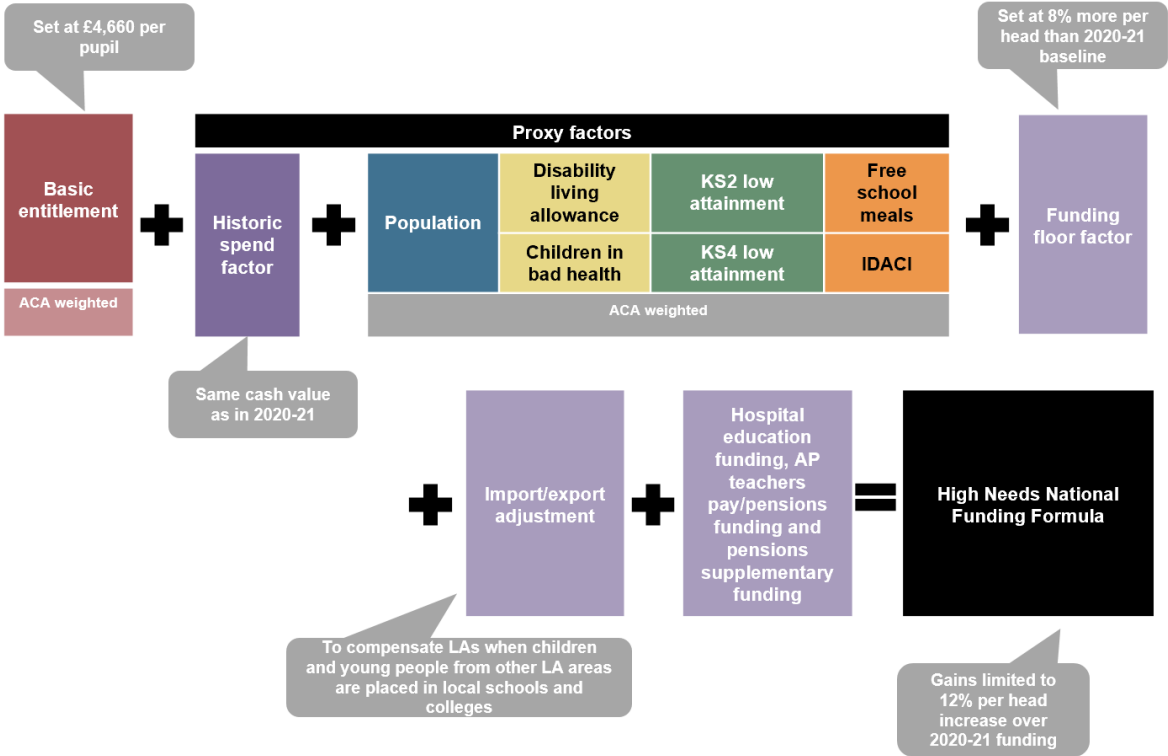 Set at £4,660 per
pupil
Set at 8% more per
head than 2020-21
baseline
Proxy factors
Basic
entitlement
ACA weighted
Historic
spend
factor
Population
Disability
living
allowance
KS2 low
attainment
Free
school
meals
Children in
bad health
KS4 low
attainment
IDACI
ACA weighted
Funding
floor factor
Same cash value
as in 2020-21
Import/export
adjustment
Hospital
education
funding, AP
teachers
pay/pensions
funding and
pensions
supplementary
funding
High Needs National
Funding Formula
To compensate LAs when children
and young people from other LA areas
are placed in local schools and
colleges
Gains limited to
12% per head
increase over
2020-21 funding